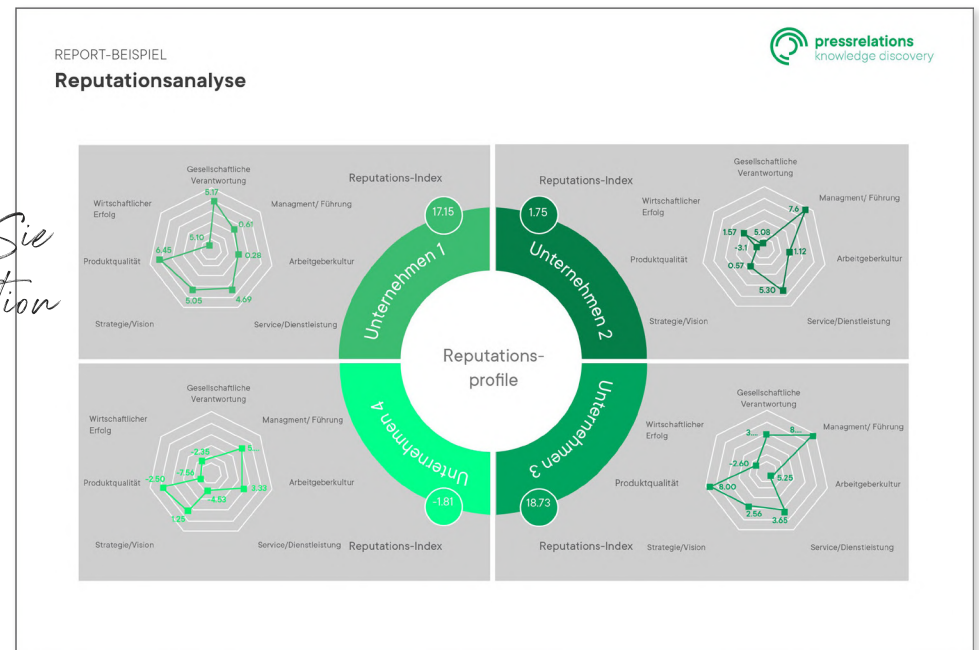 REPORT-BEISPIEL
Reputationsanalyse
pressrelations
knowledge discovery
Sie
Gesellschaftliche
Verantwortung
5.17
Wirtschaftlicher
Erfolg
Managment/ Führung
0.61
5.10
6.45
0.28
Produktqualität
Arbeitgeberkultur
5.05
4.69
Strategie/Vision
Service/Dienstleistung
Reputations-Index
17.15
Unternehmen 1
Reputations-Index
1.75
Unternehmen 2
Gesellschaftliche
Verantwortung
Wirtschaftlicher
Erfolg
7.6
Managment/ Führung
1.57
5.08
-3.1
1.12
Produktqualität
Arbeitgeberkultur
0.57
5.30
Strategie/Vision
Service/Dienstleistung
Reputations-
profile
Gesellschaftliche
Verantwortung
Wirtschaftlicher
Erfolg
Managment/ Führung
-2.35
5...
-7.56
-2.50
Produktqualität
Arbeitgeberkultur
-4.53
1.25
Strategie/Vision
Service/Dienstleistung
Unternehmen 4
-1.81
Reputations-Index
Unternehmen 3
18.73
Reputations-Index
Gesellschaftliche
Verantwortung
Wirtschaftlicher
Erfolg
3...
8...
Managment/ Führung
-2.60
5.25
Produktqualität
8.00
Arbeitgeberkultur
2.56
3.65
Strategie/Vision
Service/Dienstleistung